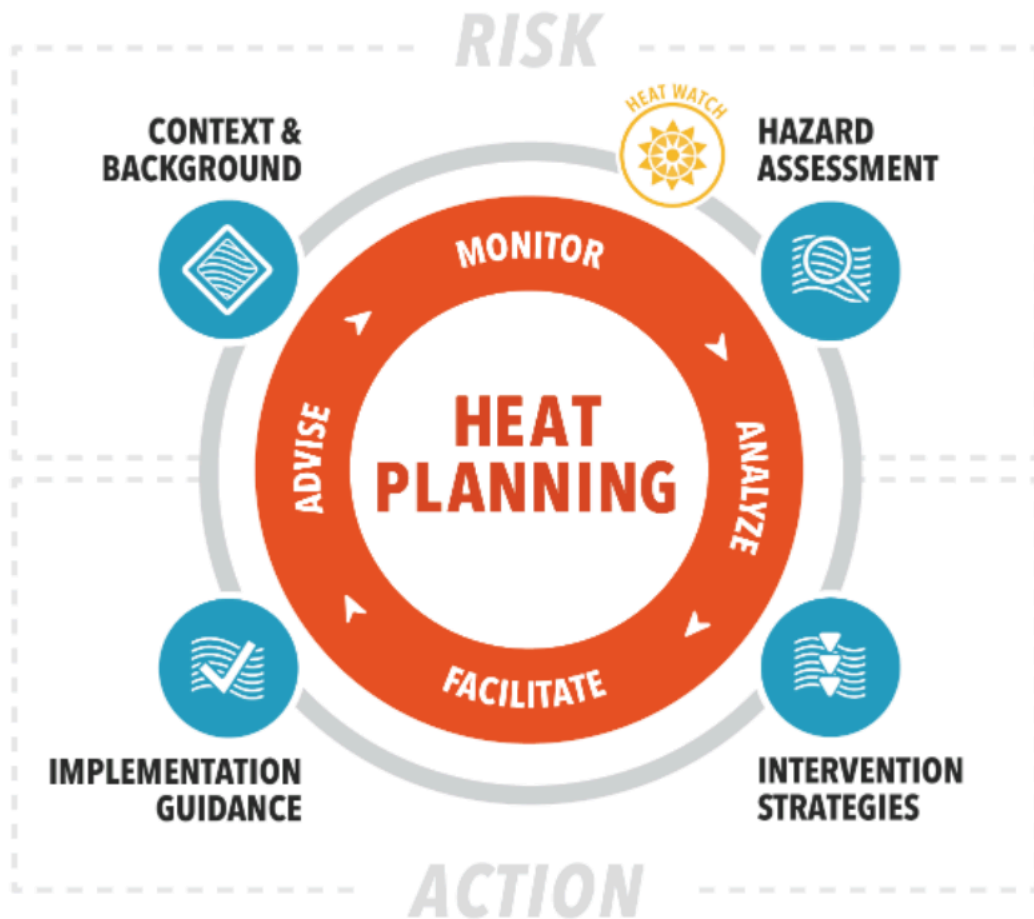 RISK
HEAT WATCH
CONTEXT &
BACKGROUND
HAZARD
ASSESSMENT
MONITOR
HEAT
PLANNING
ADVISE
ANALYZE
FACILITATE
IMPLEMENTATION
GUIDANCE
INTERVENTION
STRATEGIES
ACTION